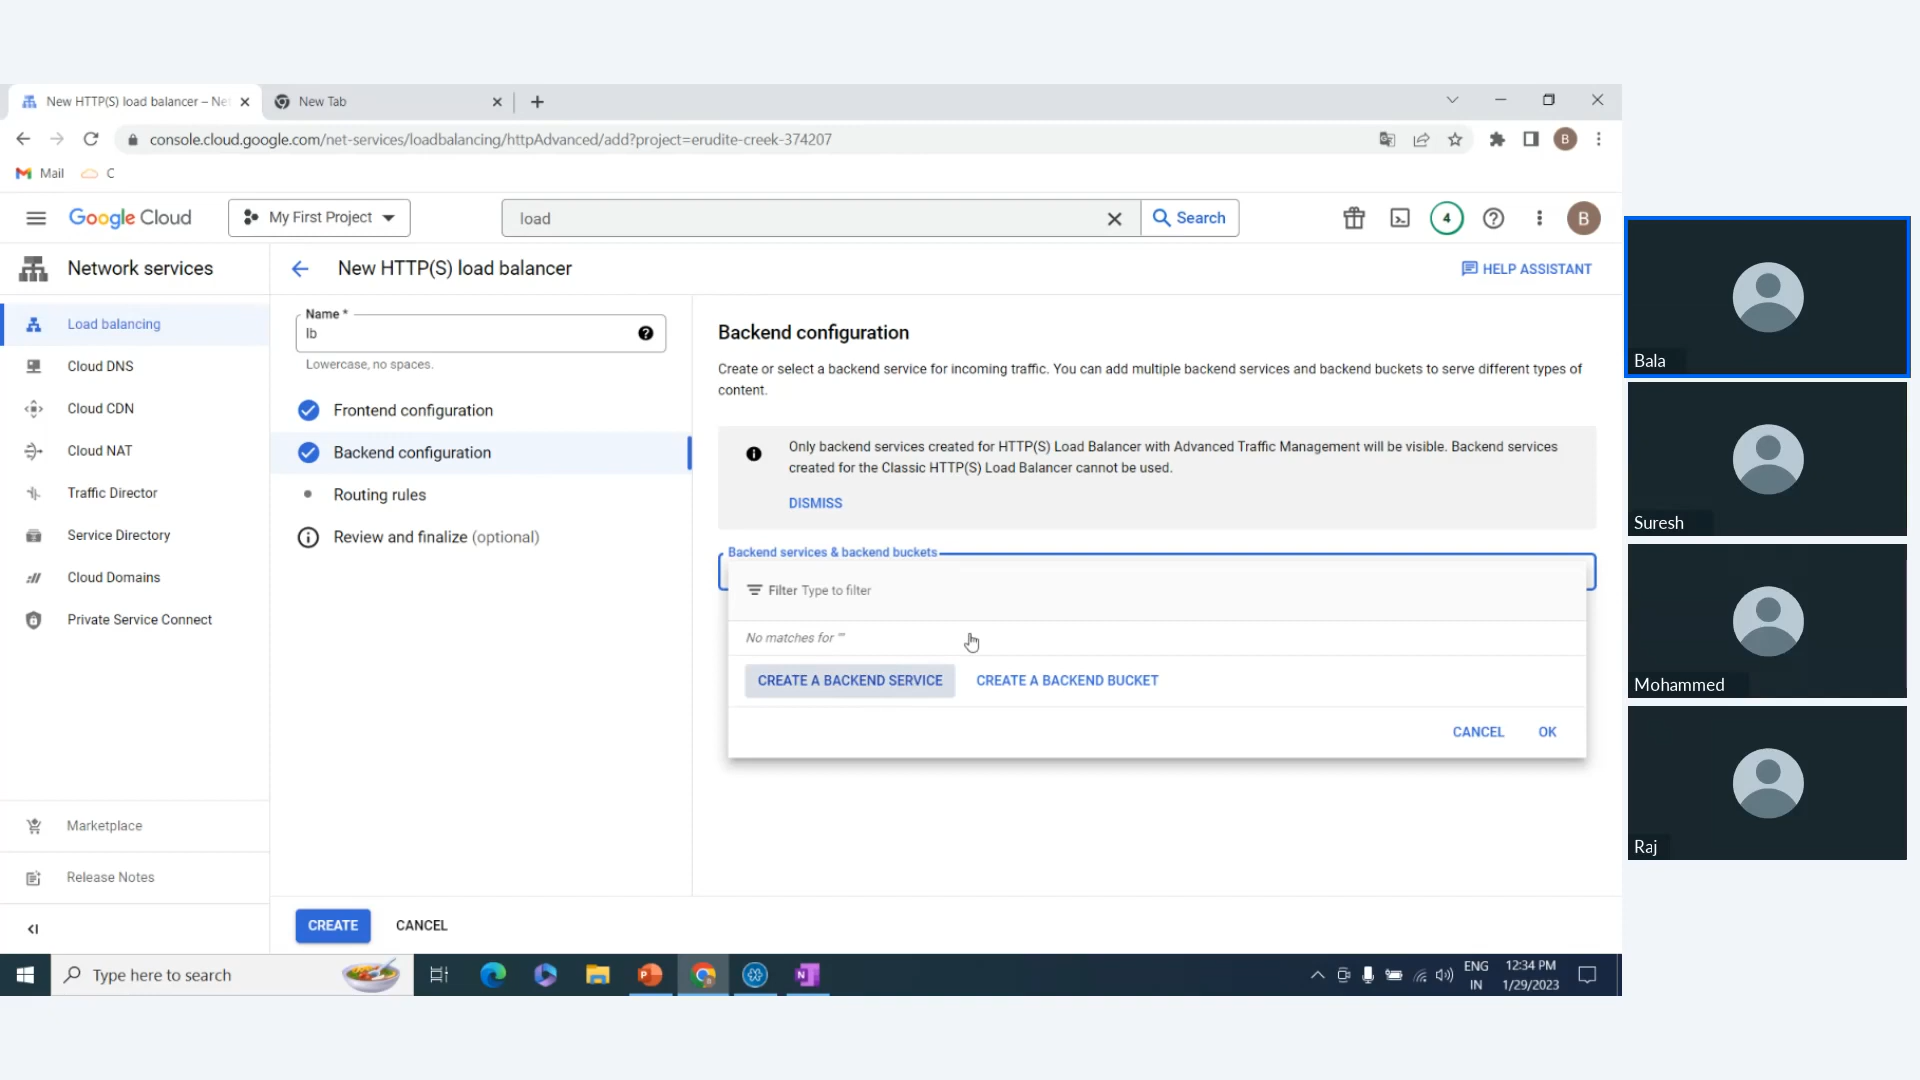 New HTTP(S) load balancer – Net
New Tab
console.cloud.google.com/net-services/loadbalancing/httpAdvanced/add?project=erudite-creek-374207
B
Mail
C
Google Cloud
My First Project
load
Search
4
B
Network services
New HTTP(S) load balancer
HELP ASSISTANT
Load balancing
Cloud DNS
Cloud CDN
Cloud NAT
Traffic Director
Service Directory
Cloud Domains
Private Service Connect
Marketplace
Release Notes
Name *
lb
Lowercase, no spaces.
Frontend configuration
Backend configuration
Routing rules
Review and finalize (optional)
Backend configuration
Create or select a backend service for incoming traffic. You can add multiple backend services and backend buckets to serve different types of
content.
Only backend services created for HTTP(S) Load Balancer with Advanced Traffic Management will be visible. Backend services
created for the Classic HTTP(S) Load Balancer cannot be used.
DISMISS
Backend services & backend buckets
Filter Type to filter
No matches for ""
CREATE A BACKEND SERVICE
CREATE A BACKEND BUCKET
CANCEL
OK
CREATE
CANCEL
Type here to search
ENG
IN
12:34 PM
1/29/2023
Bala
Suresh
Mohammed
Raj